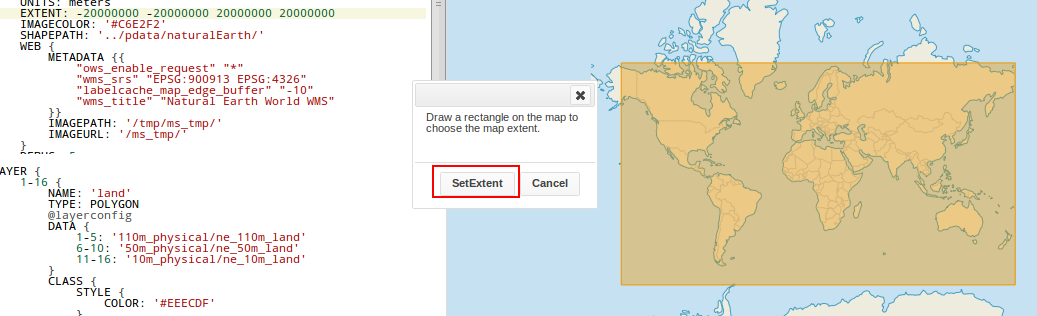 UNITS: meters
EXTENT: -20000000 -20000000 20000000 20000000
IMAGECOLOR: '#C6E2F2'
SHAPEPATH: '../pdata/naturalEarth/'
WEB {
METADATA {{
"ows_enable_request" "*"
"wms_srs" "EPSG:900913 EPSG:4326"
"labelcache_map_edge_buffer" "-10"
"wms_title" "Natural Earth World WMS"
}}
IMAGEPATH: '/tmp/ms_tmp/'
IMAGEURL: '/ms_tmp/'
}
AYER {
1-16 {
NAME: 'land'
TYPE: POLYGON
@layerconfig
DATA {
1-5: '110m_physical/ne_110m_land'
6-10: '50m_physical/ne_50m_land'
11-16: '10m_physical/ne_10m_land'
}
CLASS {
STYLE {
COLOR: '#EEECDF'
}
Draw a rectangle on the map to
choose the map extent.
SetExtent
Cancel